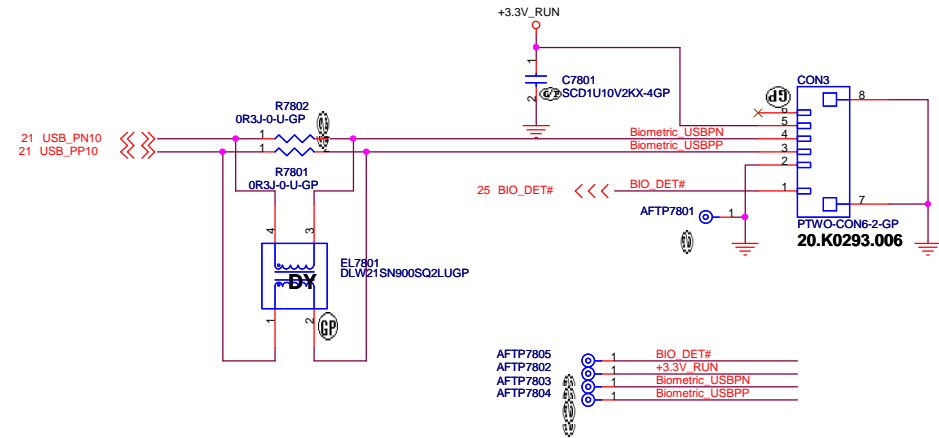 +3.3V_RUN
1
C7801
2
SCD1U10V2KX-4GP
CON3
GP
8
6
5
4
3
2
1
7
PTWO-CON6-2-GP
20.K0293.006
R7802
0R3J-0-U-GP
21 USB_PN10
1
2
Biometric_USBPN
21 USB_PP10
1
2
Biometric_USBPP
R7801
0R3J-0-U-GP
25 BIO_DET#
BIO_DET#
AFTP7801
1
4
3
EL7801
DLW21SN900SQ2LUGP
DY
1
2
GP
AFTP7805
1
BIO_DET#
AFTP7802
1
+3.3V_RUN
AFTP7803
1
Biometric_USBPN
AFTP7804
1
Biometric_USBPP